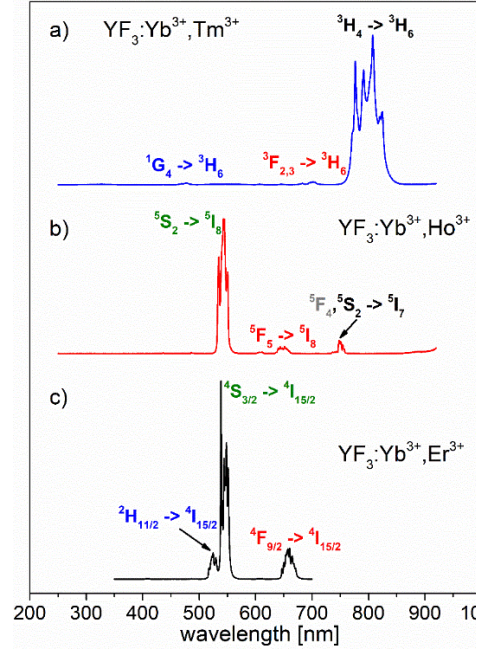 a) YF₃:Yb³⁺,Tm³⁺
³H₄ -> ³H₆
¹G₄ -> ³H₆
³F₂,₃ -> ³H₆
b) YF₃:Yb³⁺,Ho³⁺
⁵S₂ -> ⁵I₈
⁵F₄,⁵S₂ -> ⁵I₇
⁵F₅ -> ⁵I₈
c) YF₃:Yb³⁺,Er³⁺
⁴S₃/₂ -> ⁴I₁₅/₂
²H₁₁/₂ -> ⁴I₁₅/₂
⁴F₉/₂ -> ⁴I₁₅/₂
200 300 400 500 600 700 800 900 10
wavelength [nm]